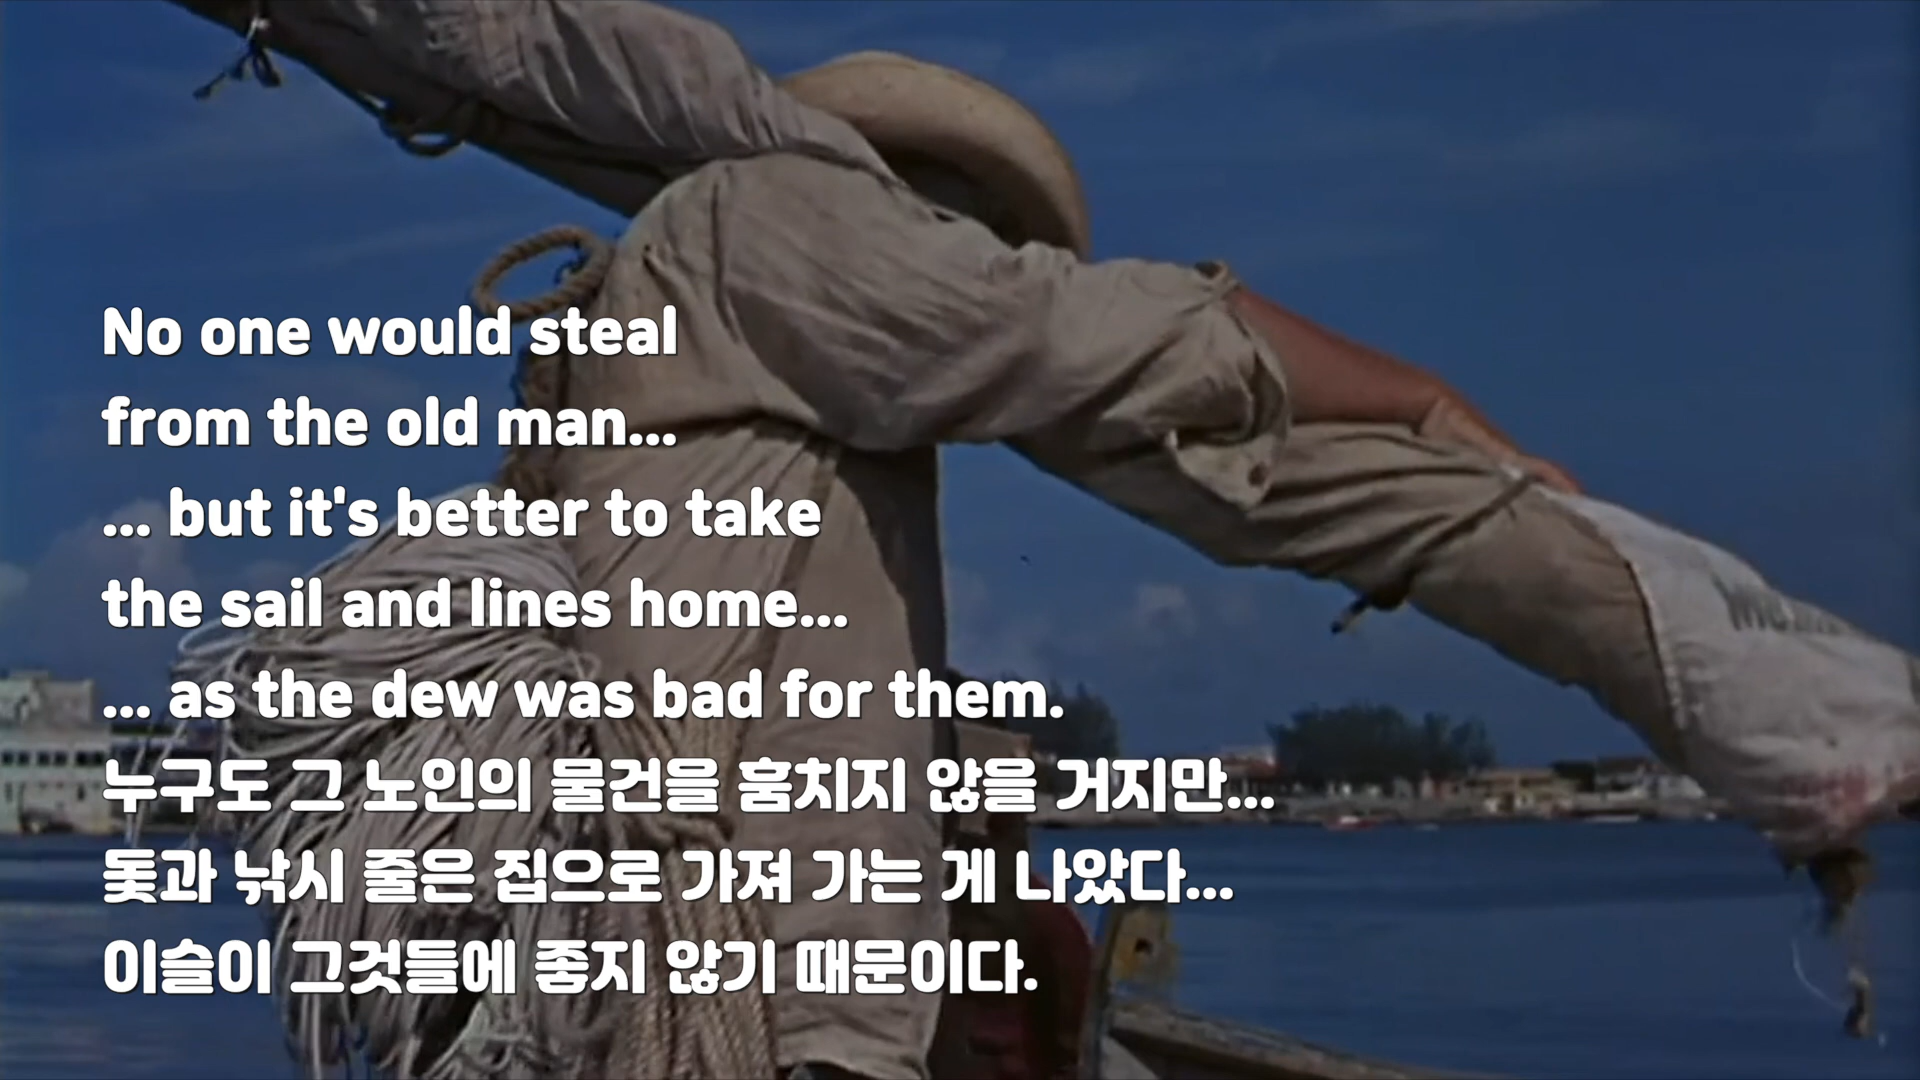 No one would steal
from the old man...
... but it's better to take
the sail and lines home...
... as the dew was bad for them.
누구도 그 노인의 물건을 훔치지 않을 거지만...
돛과 낚시 줄은 집으로 가져 가는 게 나았다...
이슬이 그것들에 좋지 않기 때문이다.